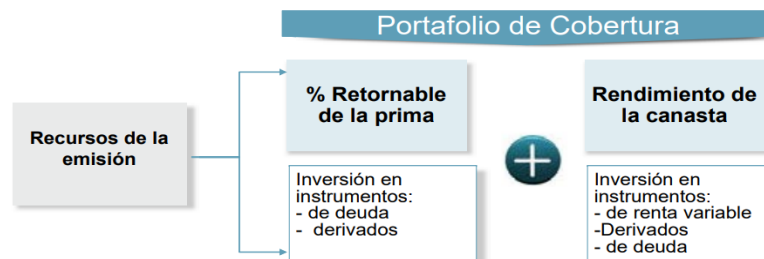 Portafolio de Cobertura
Recursos de la
emisión
% Retornable
de la prima
Inversión en
instrumentos:
- de deuda
- derivados
Rendimiento de
la canasta
Inversión en
instrumentos:
- de renta variable
-Derivados
- de deuda